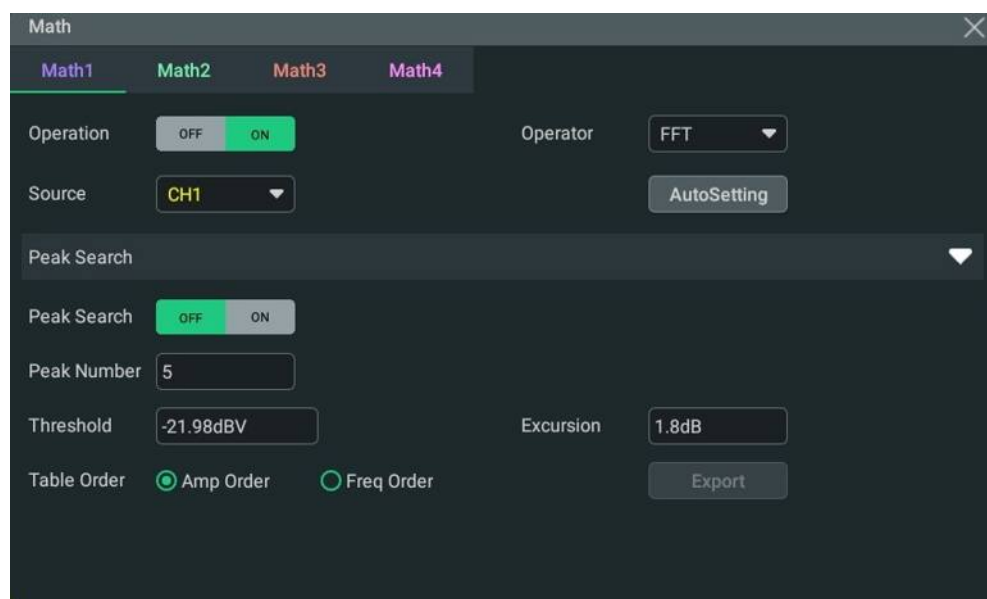 Math
Math1 Math2 Math3 Math4
Operation OFF ON Operator FFT
Source CH1 AutoSetting
Peak Search
Peak Search OFF ON
Peak Number 5
Threshold -21.98dBV Excursion 1.8dB
Table Order Amp Order Freq Order Export